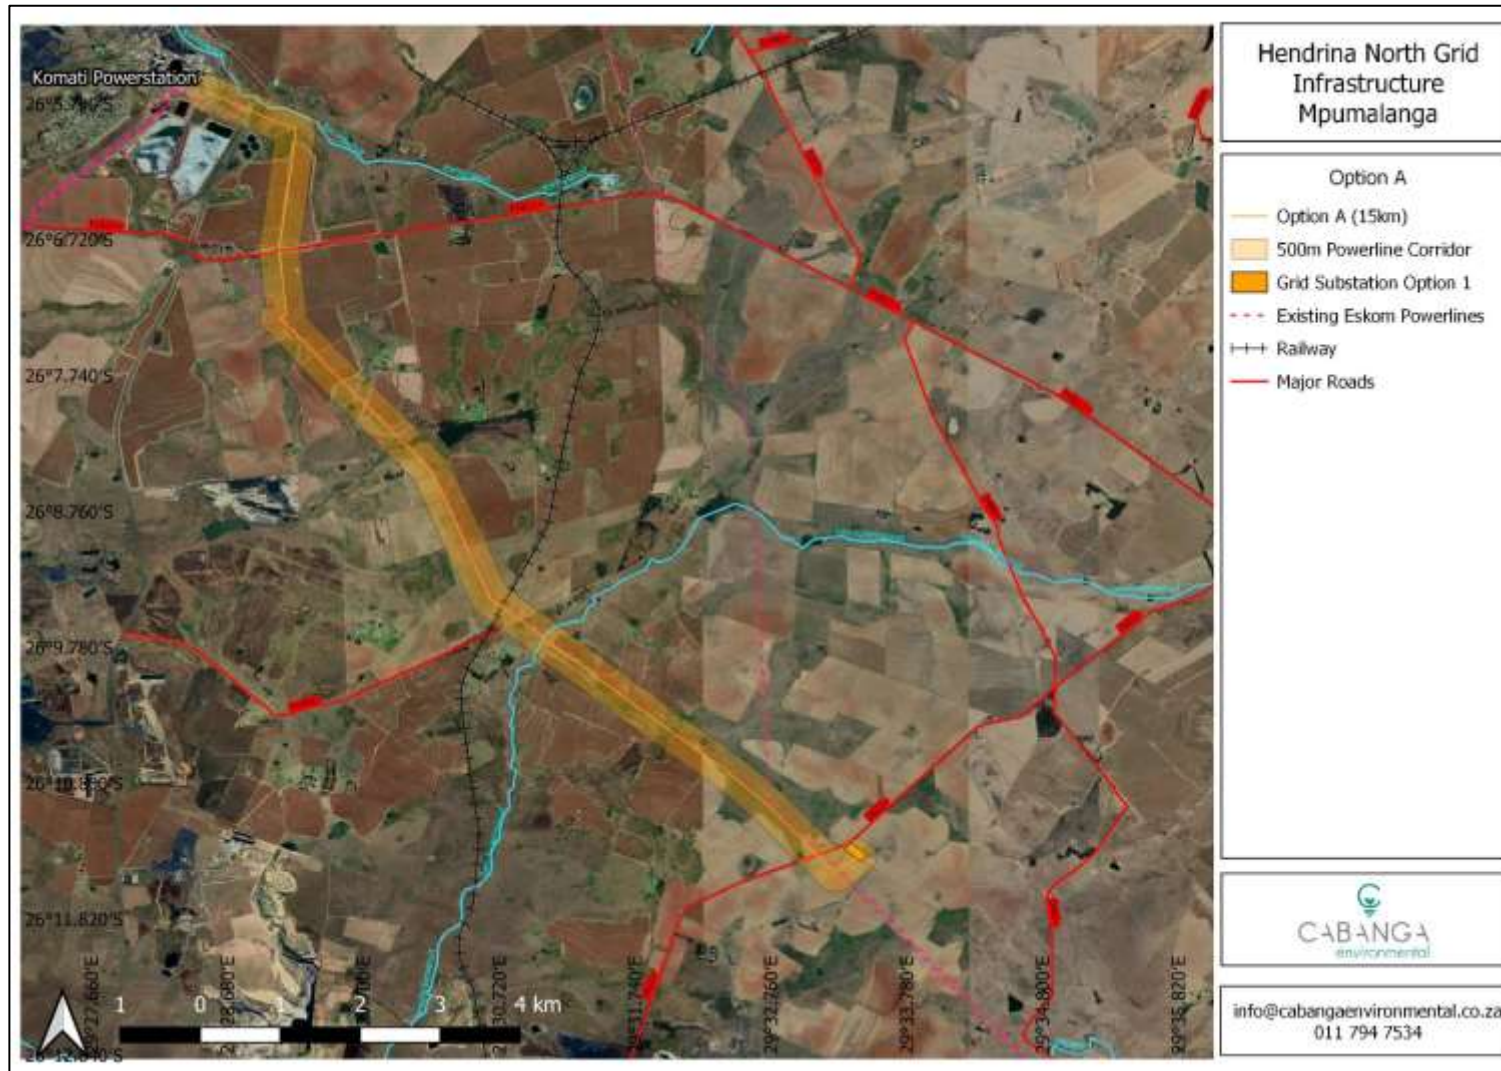 Komati Powerstation
26°6.720'S
26°7.740'S
26°8.760'S
26°9.780'S
26°11.820'S
29°31.740'E
29°32.760'E
29°33.780'E
29°34.800'E
29°35.820'E
1 0 1 2 3 4 km
Hendrina North Grid
Infrastructure
Mpumalanga
Option A
Option A (15km)
500m Powerline Corridor
Grid Substation Option 1
Existing Eskom Powerlines
Railway
Major Roads
CABANGA
environmental
info@cabangaenvironmental.co.za
011 794 7534